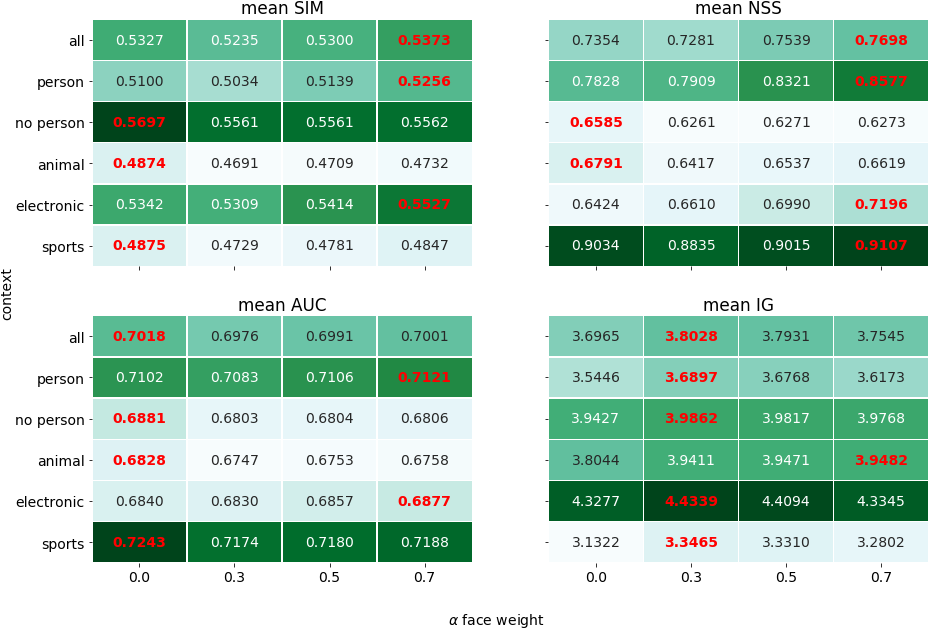 mean SIM
all 0.5327 0.5235 0.5300 0.5373
person 0.5100 0.5034 0.5139 0.5256
no person 0.5697 0.5561 0.5561 0.5562
animal 0.4874 0.4691 0.4709 0.4732
electronic 0.5342 0.5309 0.5414 0.5527
sports 0.4875 0.4729 0.4781 0.4847
mean NSS
0.7354 0.7281 0.7539 0.7698
0.7828 0.7909 0.8321 0.8577
0.6585 0.6261 0.6271 0.6273
0.6791 0.6417 0.6537 0.6619
0.6424 0.6610 0.6990 0.7196
0.9034 0.8835 0.9015 0.9107
context
mean AUC
all 0.7018 0.6976 0.6991 0.7001
person 0.7102 0.7083 0.7106 0.7121
no person 0.6881 0.6803 0.6804 0.6806
animal 0.6828 0.6747 0.6753 0.6758
electronic 0.6840 0.6830 0.6857 0.6877
sports 0.7243 0.7174 0.7180 0.7188
0.0 0.3 0.5 0.7
mean IG
3.6965 3.8028 3.7931 3.7545
3.5446 3.6897 3.6768 3.6173
3.9427 3.9862 3.9817 3.9768
3.8044 3.9411 3.9471 3.9482
4.3277 4.4339 4.4094 4.3345
3.1322 3.3465 3.3310 3.2802
0.0 0.3 0.5 0.7
α face weight